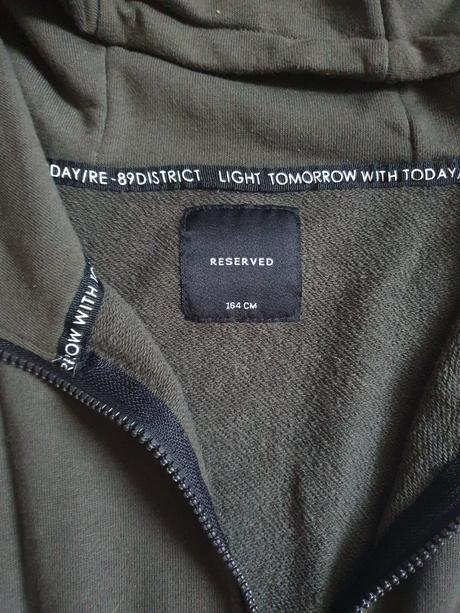 DAY/RE-89DISTRICT LIGHT TOMORROW WITH TODAY/
RESERVED
164 CM
ROW WITH